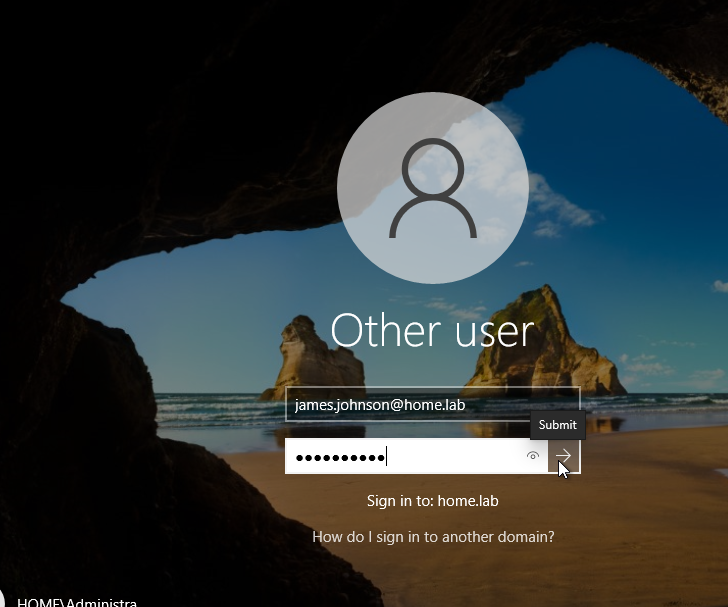 Other user
james.johnson@home.lab
Submit
●●●●●●●●●●
Sign in to: home.lab
How do I sign in to another domain?
HOME\Administra